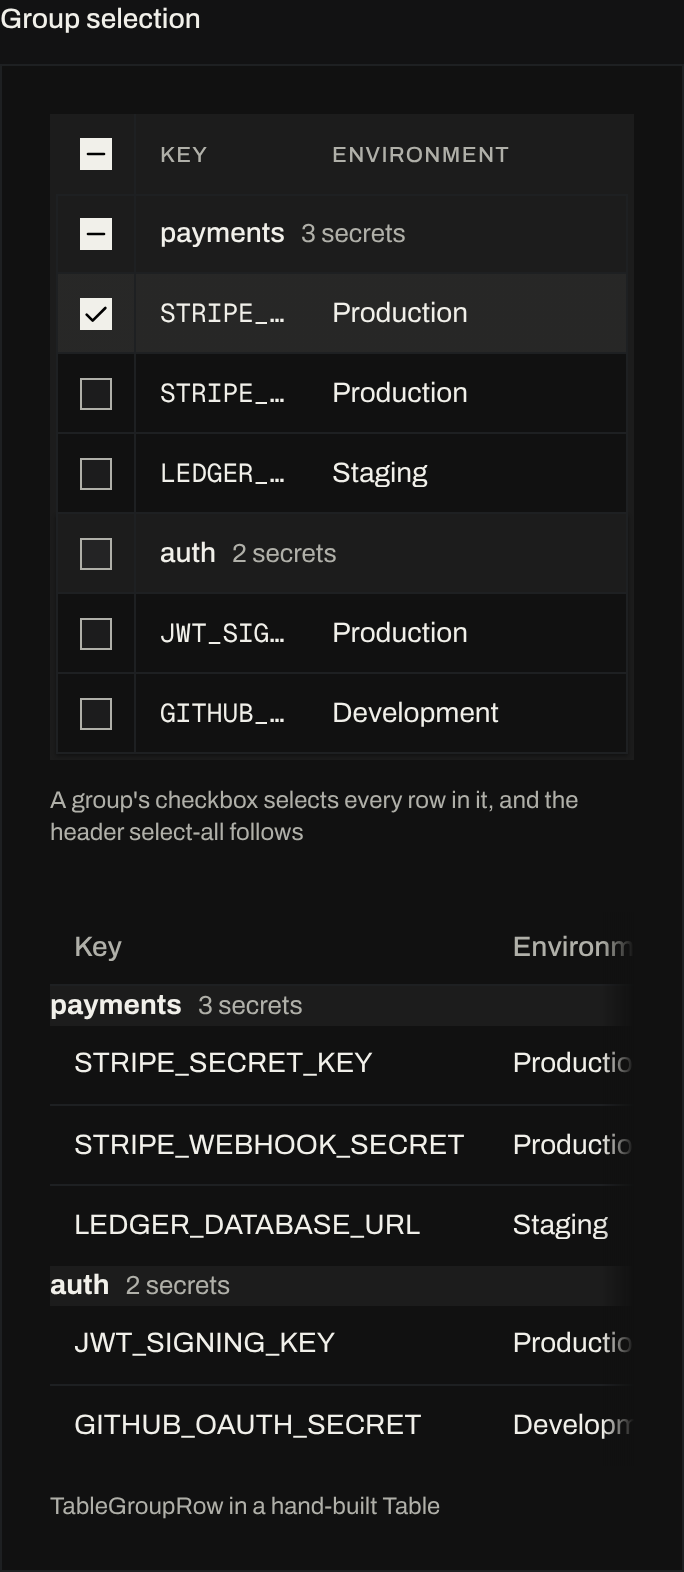 Group selection
KEY ENVIRONMENT
payments 3 secrets
STRIPE_… Production
STRIPE_… Production
LEDGER_… Staging
auth 2 secrets
JWT_SIG… Production
GITHUB_… Development
A group's checkbox selects every row in it, and the
header select-all follows
Key Environm
payments 3 secrets
STRIPE_SECRET_KEY Productio
STRIPE_WEBHOOK_SECRET Productio
LEDGER_DATABASE_URL Staging
auth 2 secrets
JWT_SIGNING_KEY Productio
GITHUB_OAUTH_SECRET Developm
TableGroupRow in a hand-built Table